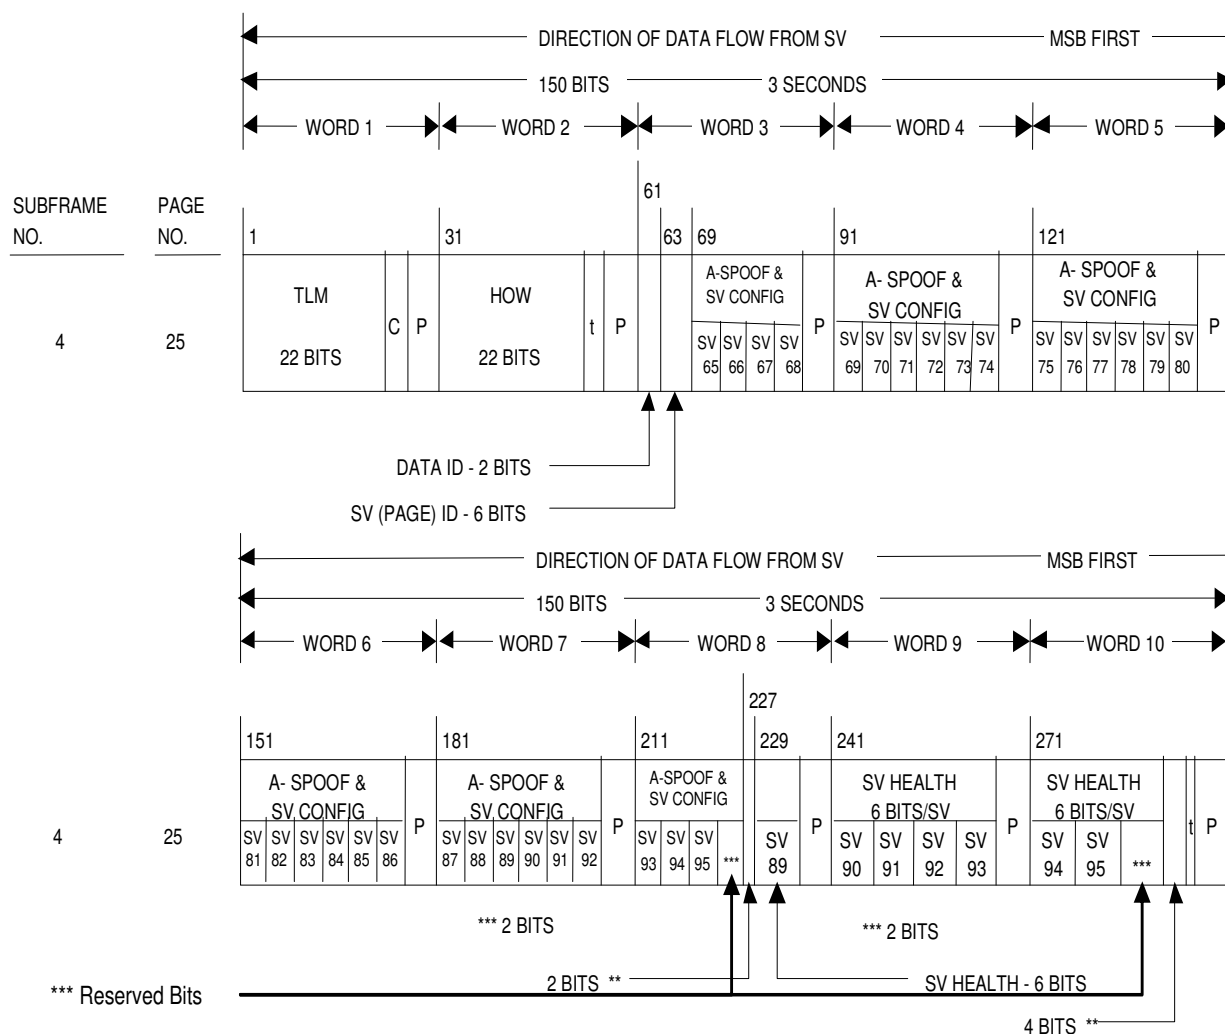 DIRECTION OF DATA FLOW FROM SV MSB FIRST
150 BITS 3 SECONDS
WORD 1 WORD 2 WORD 3 WORD 4 WORD 5
61
SUBFRAME PAGE
NO. NO.
1 31 63 69 91 121
TLM HOW A-SPOOF & A- SPOOF & A- SPOOF &
SV CONFIG SV CONFIG SV CONFIG
4 25 22 BITS C P 22 BITS t P P P P
SV SV SV SV SV SV SV SV SV SV SV SV SV SV SV SV
65 66 67 68 69 70 71 72 73 74 75 76 77 78 79 80
DATA ID - 2 BITS
SV (PAGE) ID - 6 BITS
DIRECTION OF DATA FLOW FROM SV MSB FIRST
150 BITS 3 SECONDS
WORD 6 WORD 7 WORD 8 WORD 9 WORD 10
227
151 181 211 229 241 271
A- SPOOF & A- SPOOF & A-SPOOF & SV HEALTH SV HEALTH
SV CONFIG SV CONFIG SV CONFIG 6 BITS/SV 6 BITS/SV
4 25 P P P P t P
SV SV SV SV SV SV SV SV SV SV SV SV SV SV SV SV SV SV SV SV SV SV
81 82 83 84 85 86 87 88 89 90 91 92 93 94 95 *** 89 90 91 92 93 94 95 ***
*** 2 BITS *** 2 BITS
2 BITS ** SV HEALTH - 6 BITS
*** Reserved Bits
4 BITS **